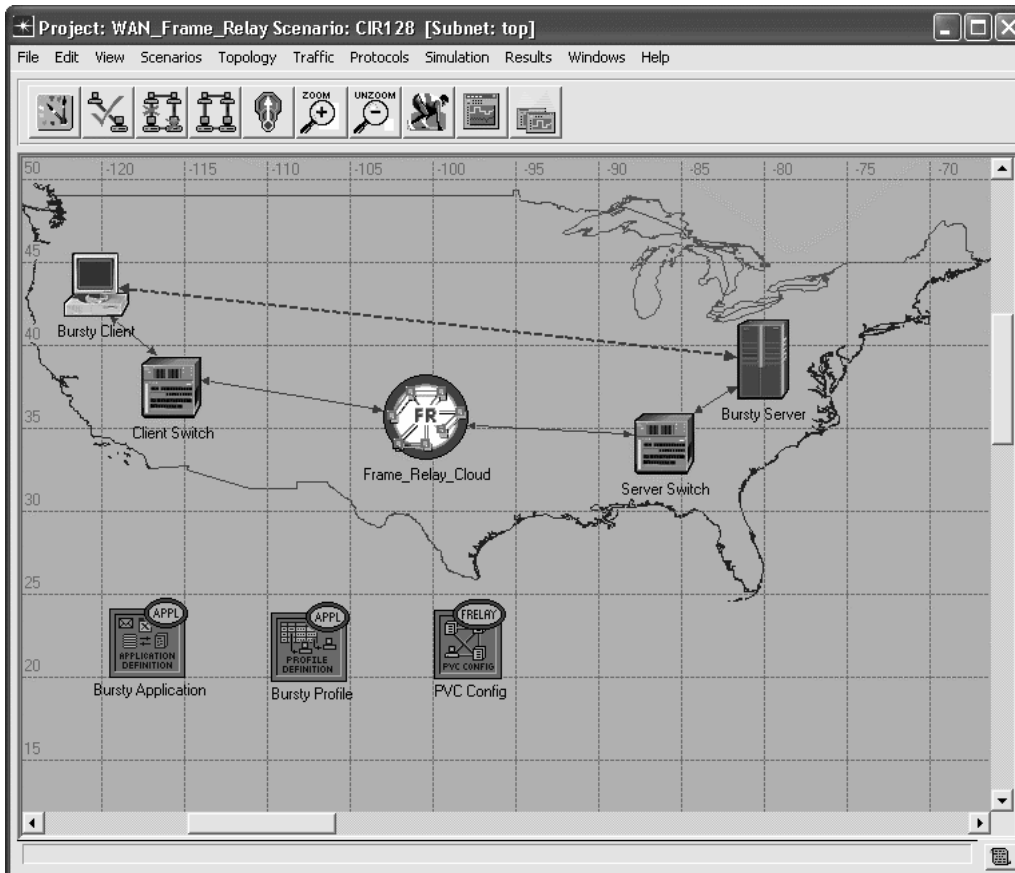 Project: WAN_Frame_Relay Scenario: CIR128 [Subnet: top]
File Edit View Scenarios Topology Traffic Protocols Simulation Results Windows Help
ZOOM UNZOOM
50 -120 -115 -110 -105 -100 -95 -90 -85 -80 -75 -70
45
Bursty Client
40
Client Switch
FR
Bursty Server
35
Frame_Relay_Cloud
Server Switch
30
25
APPL APPL FRELAY
APPLICATION DEFINITION
PROFILE DEFINITION
PVC CONFIG
20
Bursty Application Bursty Profile PVC Config
15